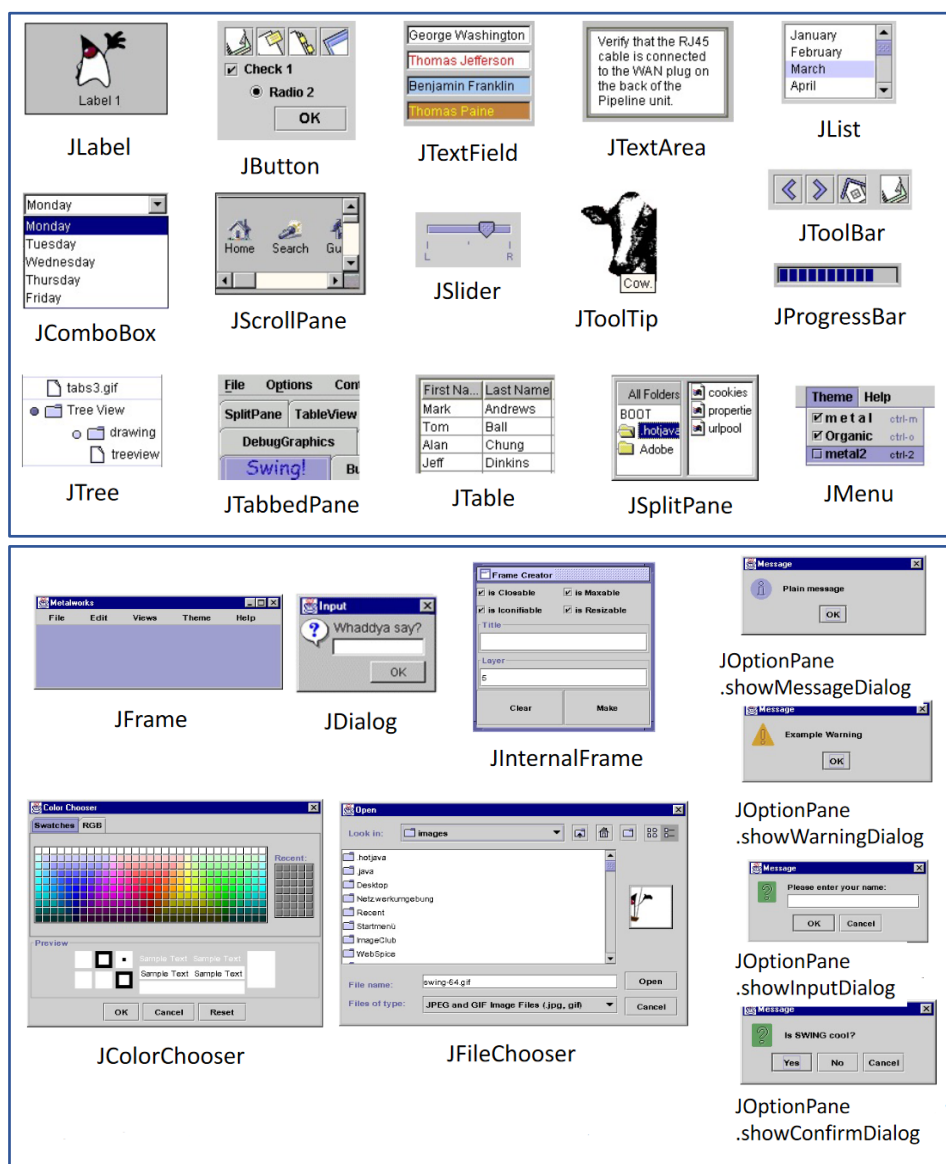 Label 1
JLabel
Check 1
Radio 2
OK
JButton
George Washington
Thomas Jefferson
Benjamin Franklin
Thomas Paine
JTextField
Verify that the RJ45
cable is connected
to the WAN plug on
the back of the
Pipeline unit.
JTextArea
January
February
March
April
JList
Monday
Monday
Tuesday
Wednesday
Thursday
Friday
JComboBox
Home Search Gu
JScrollPane
L R
JSlider
Cow.
JToolTip
JToolBar
JProgressBar
tabs3.gif
Tree View
drawing
treeview
JTree
File Options Con
SplitPane TableView
DebugGraphics
Swing! Bu
JTabbedPane
First Na... Last Name
Mark Andrews
Tom Ball
Alan Chung
Jeff Dinkins
JTable
All Folders
BOOT
.hotjava
Adobe
cookies
propertie
urlpool
JSplitPane
Theme Help
metal ctrl-m
Organic ctrl-o
metal2 ctrl-2
JMenu
Metalworks
File Edit Views Theme Help
JFrame
Input
Whaddya say?
OK
JDialog
Frame Creator
is Closeable is Maxable
is Iconifiable is Resizable
Title
Layer
5
Clear Make
JInternalFrame
Message
Plain message
OK
JOptionPane
.showMessageDialog
Message
Example Warning
OK
JOptionPane
.showWarningDialog
Color Chooser
Swatches RGB
Recent:
Preview
Sample Text Sample Text
Sample Text Sample Text
OK Cancel Reset
JColorChooser
Open
Look in: images
.hotjava
.java
Desktop
Netzwerkumgebung
Recent
Startmenü
ImageClub
WebSpice
File name: swing-64.gif Open
Files of type: JPEG and GIF Image Files (.jpg, gif) Cancel
JFileChooser
Message
Please enter your name:
OK Cancel
JOptionPane
.showInputDialog
Message
Is SWING cool?
Yes No Cancel
JOptionPane
.showConfirmDialog